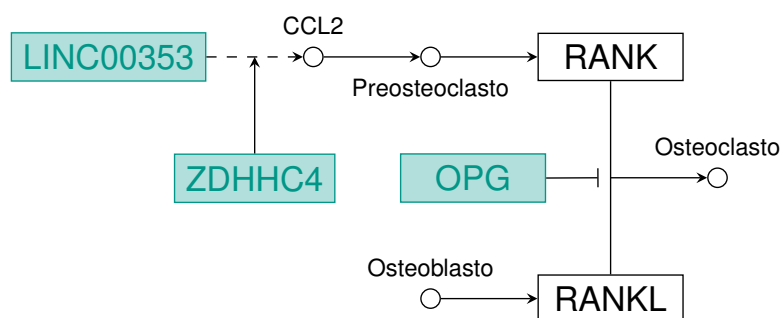 CCL2
LINC00353
RANK
Preosteoclasto
Osteoclasto
ZDHHC4
OPG
Osteoblasto
RANKL